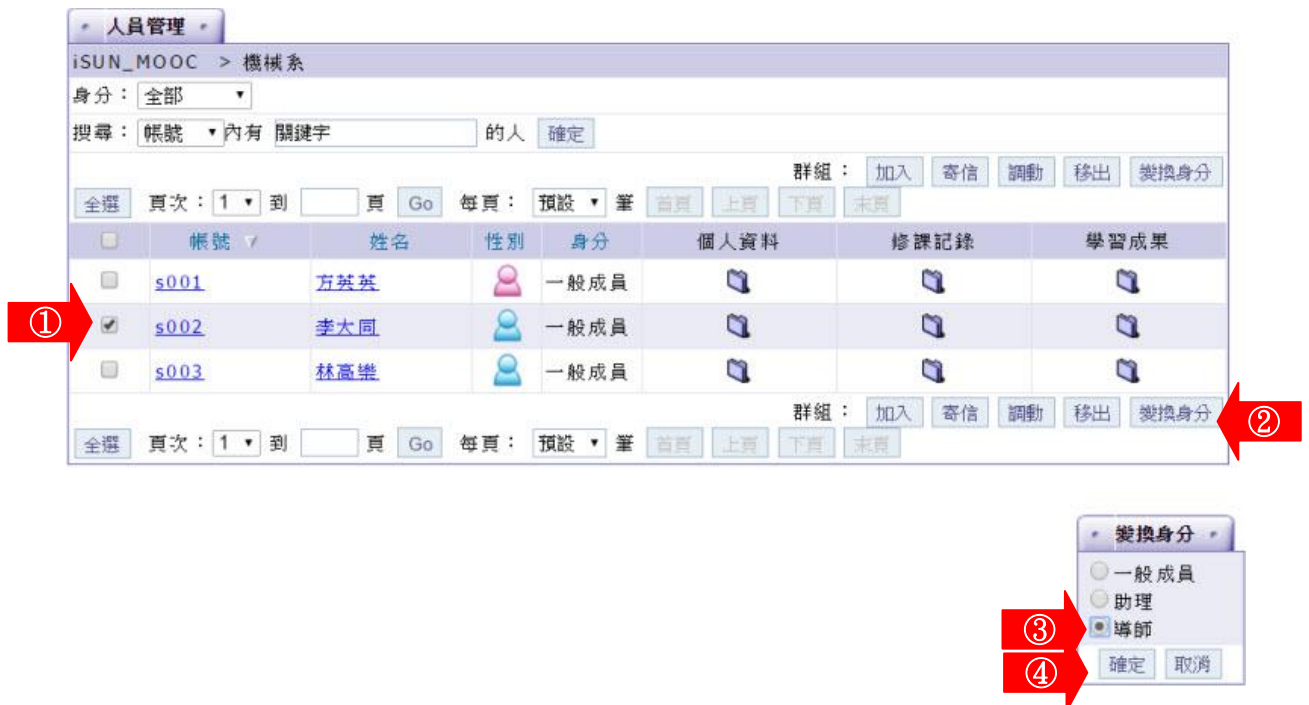 人員管理
iSUN_MOOC > 機械系
身分： 全部
搜尋： 帳號 內有 關鍵字 的人 確定
群組： 加入 寄信 調動 移出 變換身分
全選 頁次：1 到 頁 Go 每頁： 預設 筆 首頁 上頁 下頁 末頁
帳號 姓名 性別 身分 個人資料 修課記錄 學習成果
s001 方英英 一般成員
① s002 李大同 一般成員
s003 林高樂 一般成員
群組： 加入 寄信 調動 移出 變換身分 ②
全選 頁次：1 到 頁 Go 每頁： 預設 筆 首頁 上頁 下頁 末頁
變換身分
一般成員
助理
③ 導師
④ 確定 取消